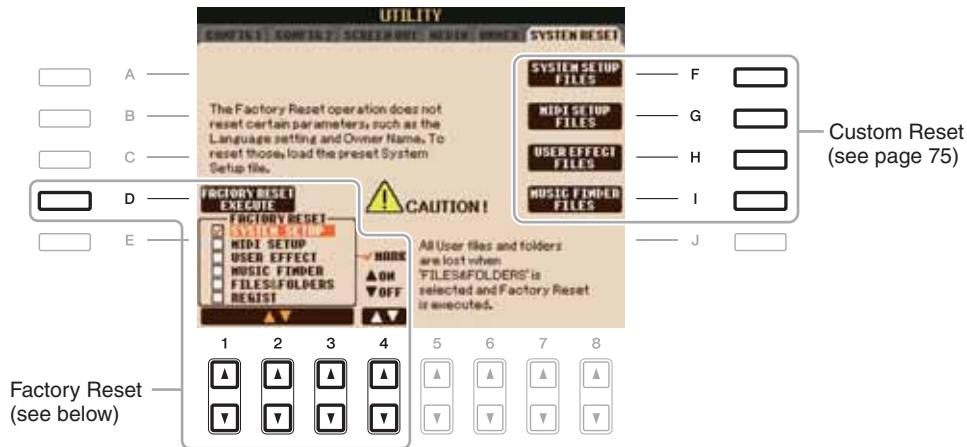 UTILITY
CONFIG 1 CONFIG 2 SCREEN OUT MEDIA OWNER SYSTEM RESET
A
B
C
D
E
The Factory Reset operation does not
reset certain parameters, such as the
Language setting and Owner Name. To
reset those, load the preset System
Setup file.
FACTORY RESET
EXECUTE
FACTORY RESET
SYSTEM SETUP
MIDI SETUP
USER EFFECT
MUSIC FINDER
FILES&FOLDERS
REGIST
MARK
▲ON
▼OFF
CAUTION!
All User files and folders
are lost when
'FILES&FOLDERS' is
selected and Factory Reset
is executed.
SYSTEM SETUP
FILES
MIDI SETUP
FILES
USER EFFECT
FILES
MUSIC FINDER
FILES
F
G
H
I
J
Custom Reset
(see page 75)
1 2 3 4 5 6 7 8
Factory Reset
(see below)